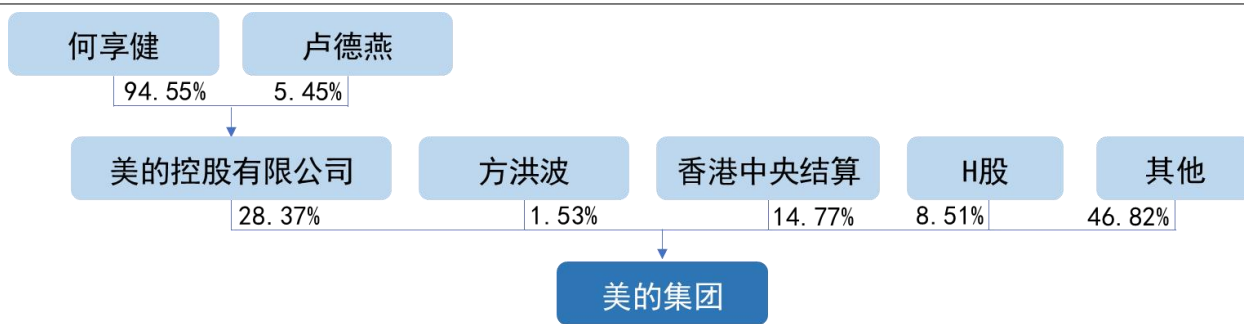 何享健 卢德燕
94.55% 5.45%
美的控股有限公司 方洪波 香港中央结算 H股 其他
28.37% 1.53% 14.77% 8.51% 46.82%
美的集团